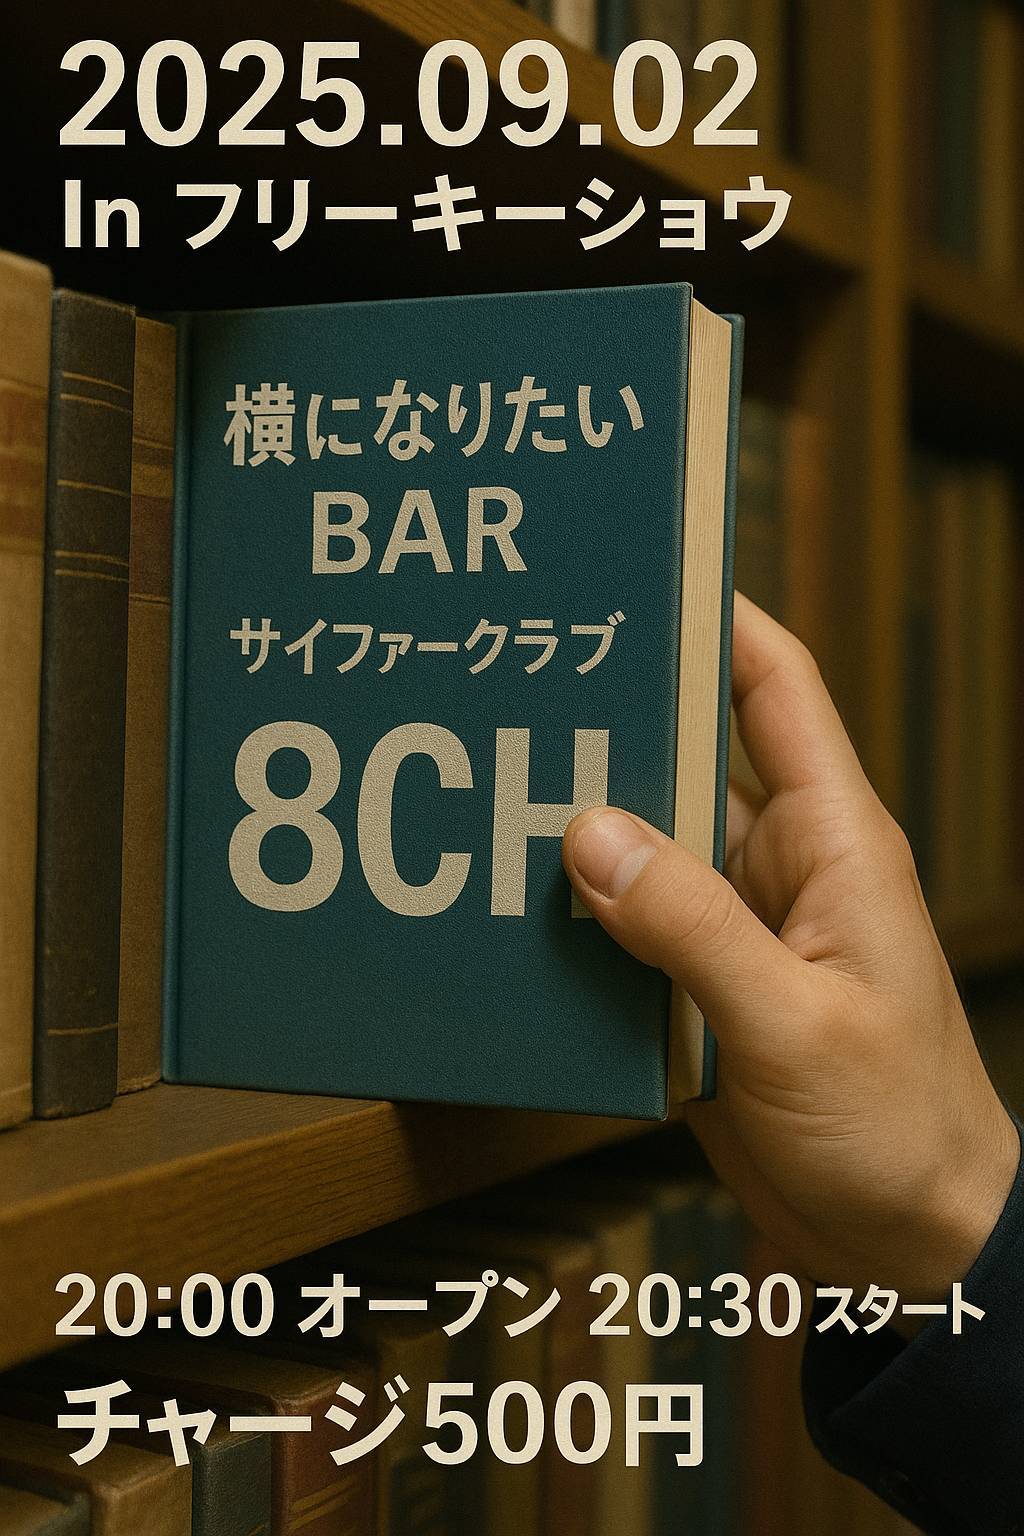 2025.09.02
In フリーキーショウ
横になりたい
BAR
サイファークラブ
8CH
20:00 オープン 20:30 スタート
チャージ500円